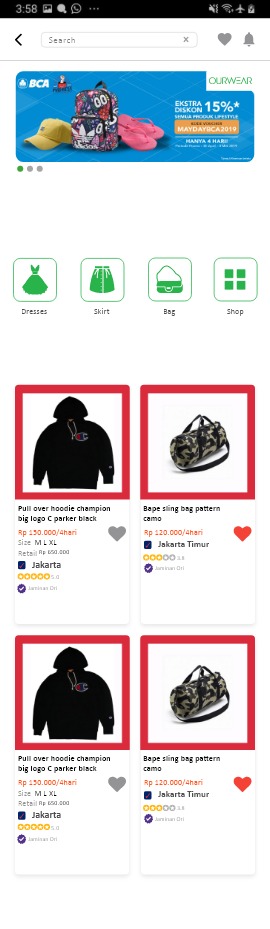 3:58
Search
BCA
OURWEAR
EKSTRA
DISKON 15%*
SEMUA PRODUK LIFESTYLE
KODE VOUCHER
MAYDAYBCA2019
HANYA 4 HARI!
Dresses
Skirt
Bag
Shop
Pull over hoodie champion
big logo C parker black
Rp 150.000/4hari
Size M L XL
Retail Rp 650.000
Jakarta
5.0
Jaminan Ori
Bape sling bag pattern
camo
Rp 120.000/4hari
Jakarta Timur
3.8
Jaminan Ori
Pull over hoodie champion
big logo C parker black
Rp 150.000/4hari
Size M L XL
Retail Rp 650.000
Jakarta
5.0
Jaminan Ori
Bape sling bag pattern
camo
Rp 120.000/4hari
Jakarta Timur
3.8
Jaminan Ori